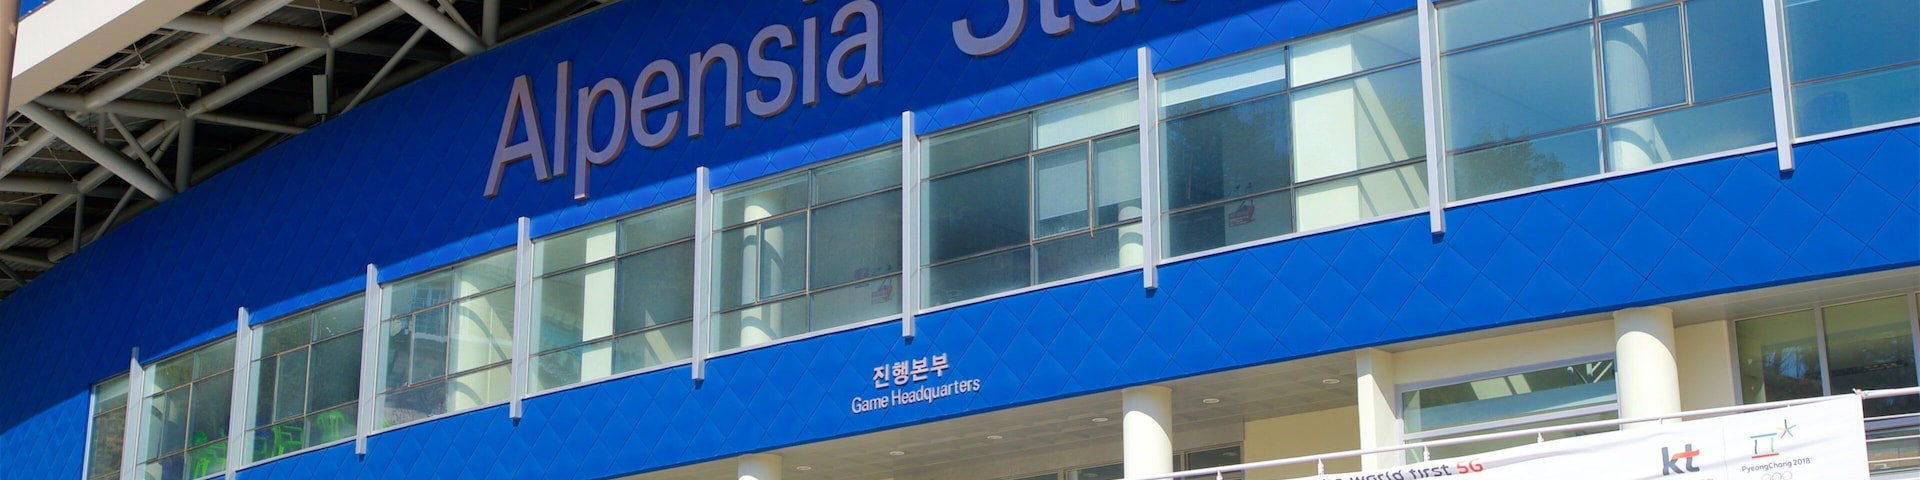 Alpensia
진행본부
Game Headquarters
world first 5G
kt
PyeongChang 2018